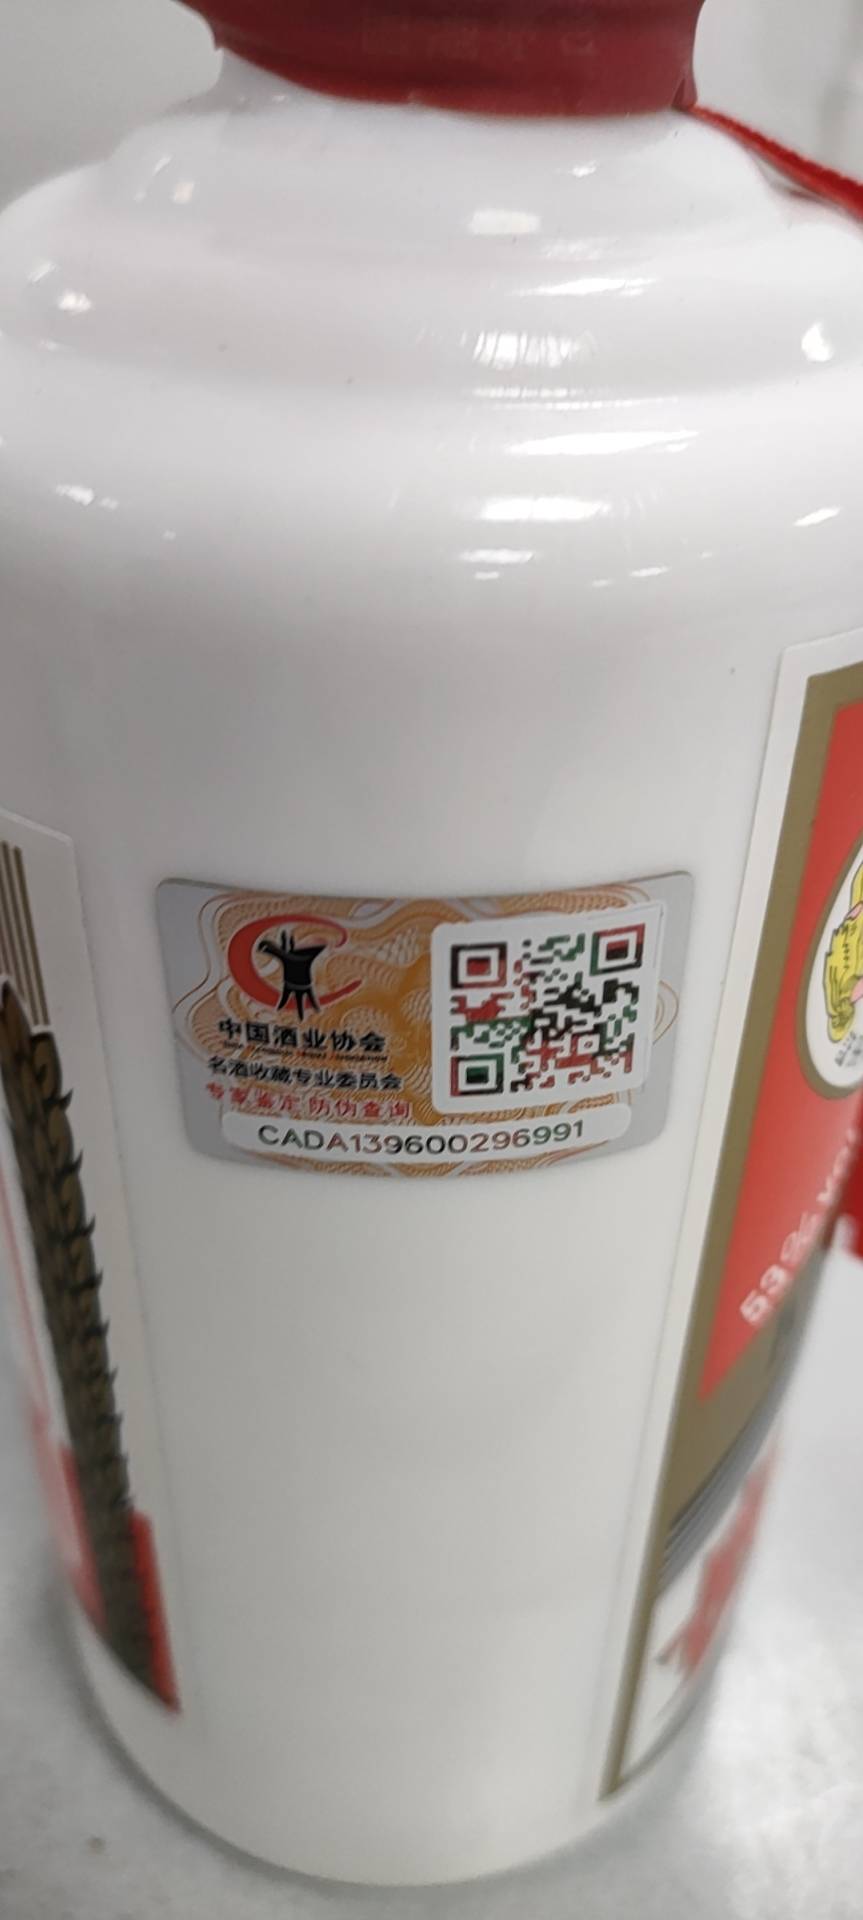 中国酒业协会
名酒收藏专业委员会
专家鉴定 防伪查询
CADA139600296991
53%